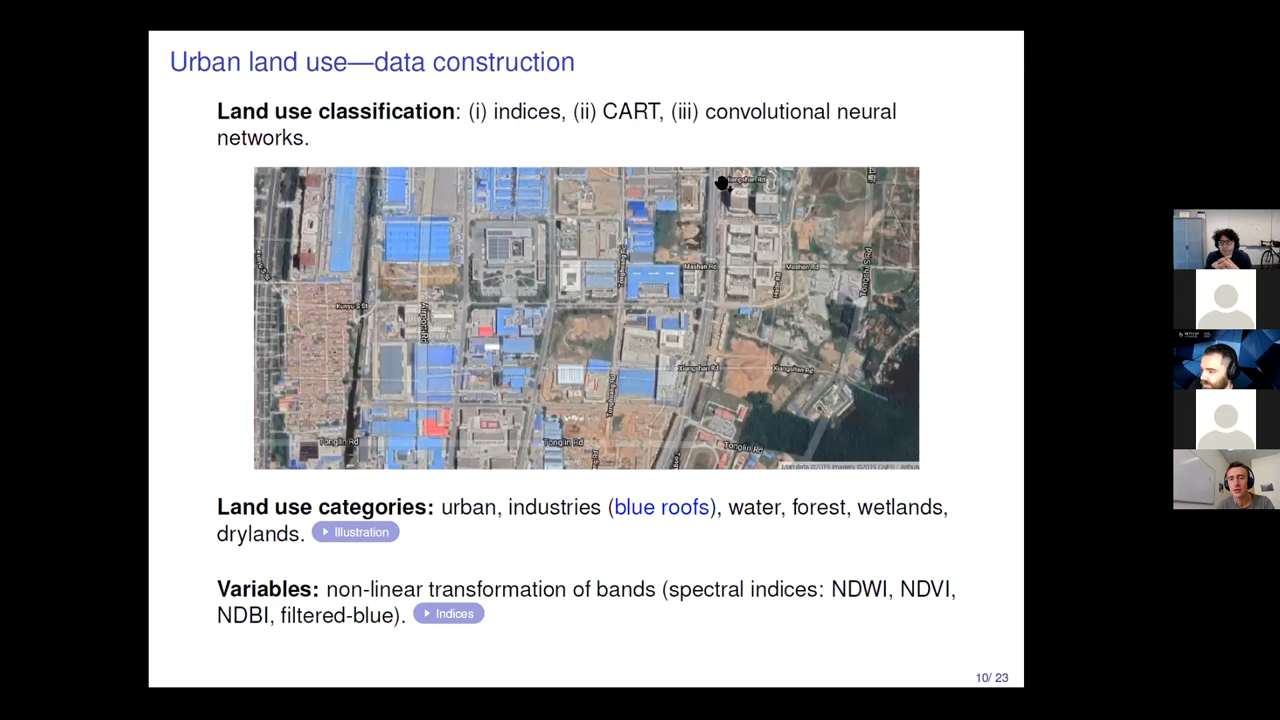 Urban land use—data construction
Land use classification: (i) indices, (ii) CART, (iii) convolutional neural
networks.
Xiangshan Rd
Mashan Rd
Mashan Rd
Kunyu S St
Airport Rd
Xiangshan Rd
Xiangshan Rd
Tonglin Rd
Tonglin Rd
Tonglin Rd
Land use categories: urban, industries (blue roofs), water, forest, wetlands,
drylands.
Illustration
Variables: non-linear transformation of bands (spectral indices: NDWI, NDVI,
NDBI, filtered-blue).
Indices
10/ 23